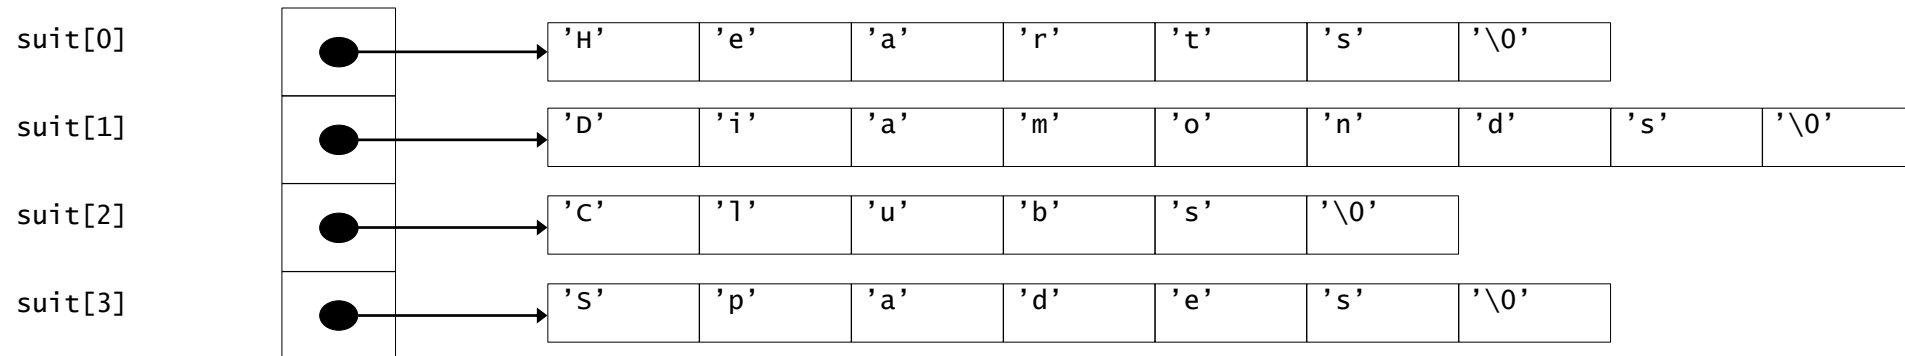 suit[0] ’H’ ’e’ ’a’ ’r’ ’t’ ’s’ ’\0’
suit[1] ’D’ ’i’ ’a’ ’m’ ’o’ ’n’ ’d’ ’s’ ’\0’
suit[2] ’C’ ’l’ ’u’ ’b’ ’s’ ’\0’
suit[3] ’S’ ’p’ ’a’ ’d’ ’e’ ’s’ ’\0’